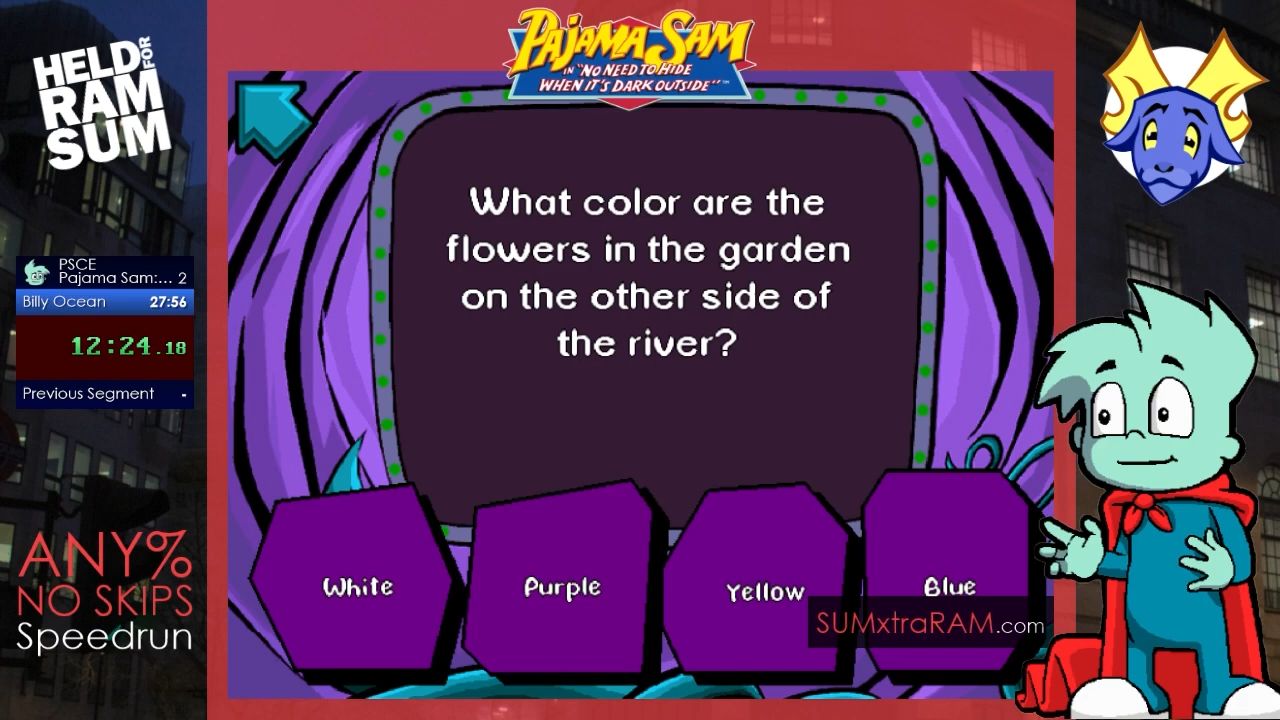 HELD FOR
RAM
SUM
PAJAMA SAM
IN "NO NEED TO HIDE
WHEN IT'S DARK OUTSIDE"™
PSCE
Pajama Sam:... 2
Billy Ocean 27:56
12:24.18
Previous Segment -
ANY%
NO SKIPS
Speedrun
What color are the
flowers in the garden
on the other side of
the river?
White
Purple
Yellow
Blue
SUMxtraRAM.com